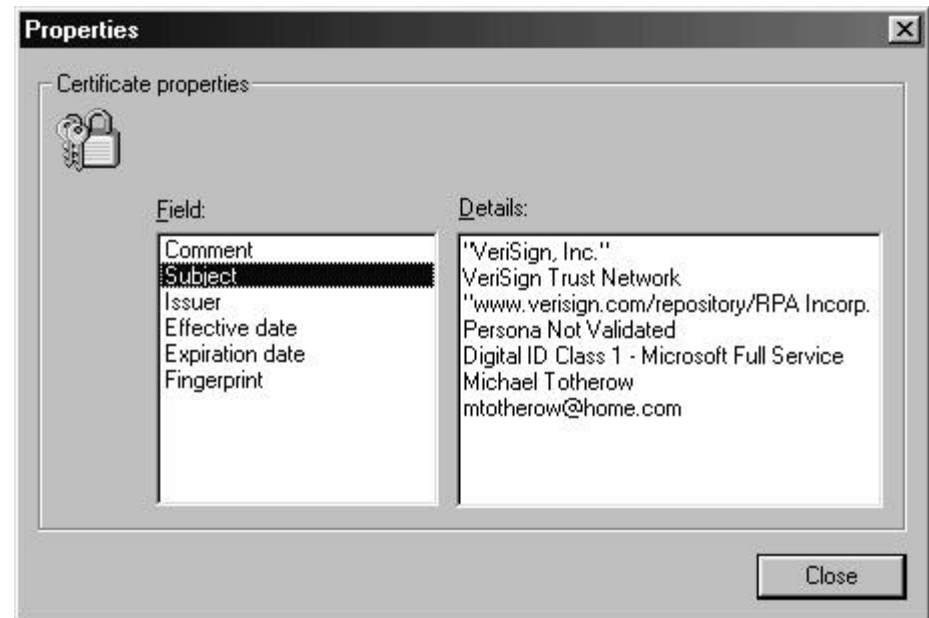 Properties
Certificate properties
Field:
Comment
Subject
Issuer
Effective date
Expiration date
Fingerprint
Details:
"VeriSign, Inc."
VeriSign Trust Network
"www.verisign.com/repository/RPA Incorp.
Persona Not Validated
Digital ID Class 1 - Microsoft Full Service
Michael Totherow
mtotherow@home.com
Close